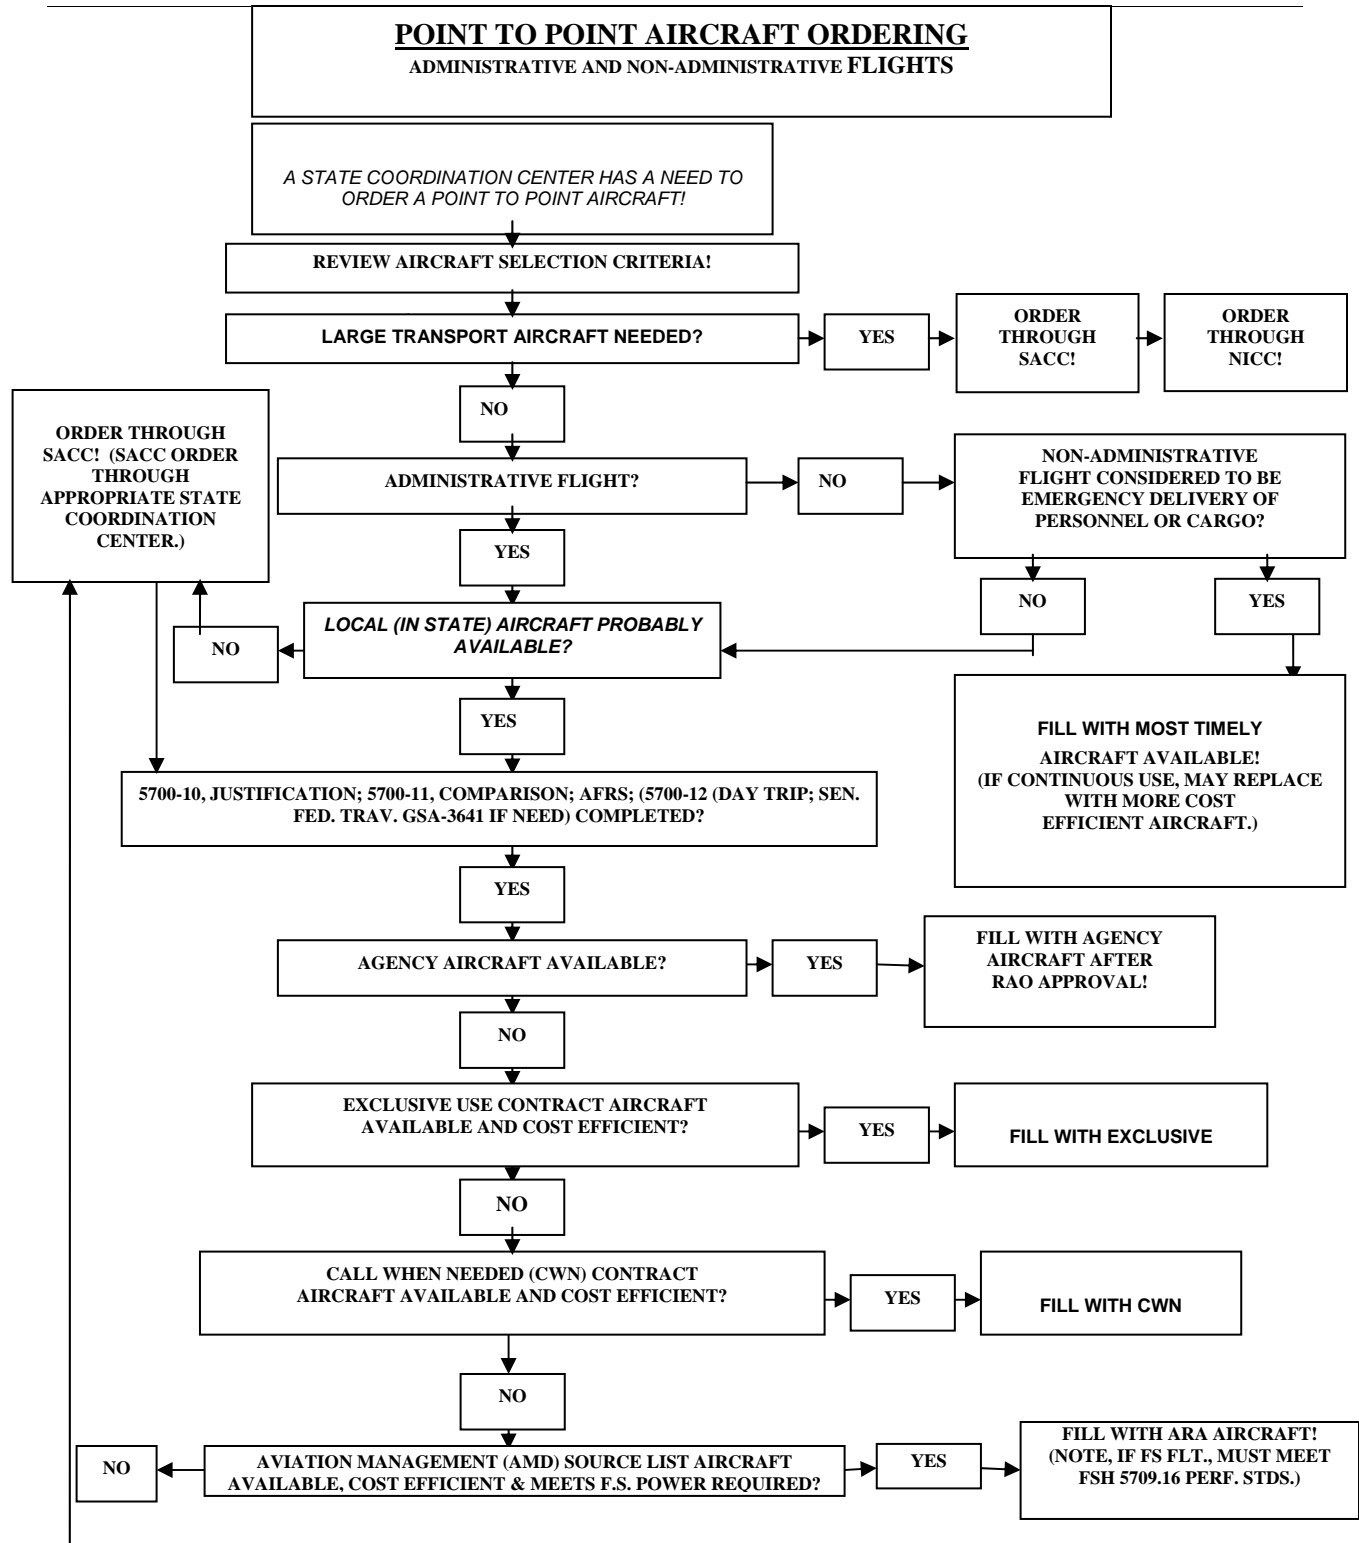 POINT TO POINT AIRCRAFT ORDERING
ADMINISTRATIVE AND NON-ADMINISTRATIVE FLIGHTS
A STATE COORDINATION CENTER HAS A NEED TO
ORDER A POINT TO POINT AIRCRAFT!
REVIEW AIRCRAFT SELECTION CRITERIA!
LARGE TRANSPORT AIRCRAFT NEEDED?
YES
ORDER
THROUGH
SACC!
ORDER
THROUGH
NICC!
NO
ORDER THROUGH
SACC! (SACC ORDER
THROUGH
APPROPRIATE STATE
COORDINATION
CENTER.)
ADMINISTRATIVE FLIGHT?
NO
NON-ADMINISTRATIVE
FLIGHT CONSIDERED TO BE
EMERGENCY DELIVERY OF
PERSONNEL OR CARGO?
YES
NO
YES
LOCAL (IN STATE) AIRCRAFT PROBABLY
AVAILABLE?
NO
YES
FILL WITH MOST TIMELY
AIRCRAFT AVAILABLE!
(IF CONTINUOUS USE, MAY REPLACE
WITH MORE COST
EFFICIENT AIRCRAFT.)
5700-10, JUSTIFICATION; 5700-11, COMPARISON; AFRS; (5700-12 (DAY TRIP; SEN.
FED. TRAV. GSA-3641 IF NEED) COMPLETED?
YES
AGENCY AIRCRAFT AVAILABLE?
YES
FILL WITH AGENCY
AIRCRAFT AFTER
RAO APPROVAL!
NO
EXCLUSIVE USE CONTRACT AIRCRAFT
AVAILABLE AND COST EFFICIENT?
YES
FILL WITH EXCLUSIVE
NO
CALL WHEN NEEDED (CWN) CONTRACT
AIRCRAFT AVAILABLE AND COST EFFICIENT?
YES
FILL WITH CWN
NO
NO
AVIATION MANAGEMENT (AMD) SOURCE LIST AIRCRAFT
AVAILABLE, COST EFFICIENT & MEETS F.S. POWER REQUIRED?
YES
FILL WITH ARA AIRCRAFT!
(NOTE, IF FS FLT., MUST MEET
FSH 5709.16 PERF. STDS.)